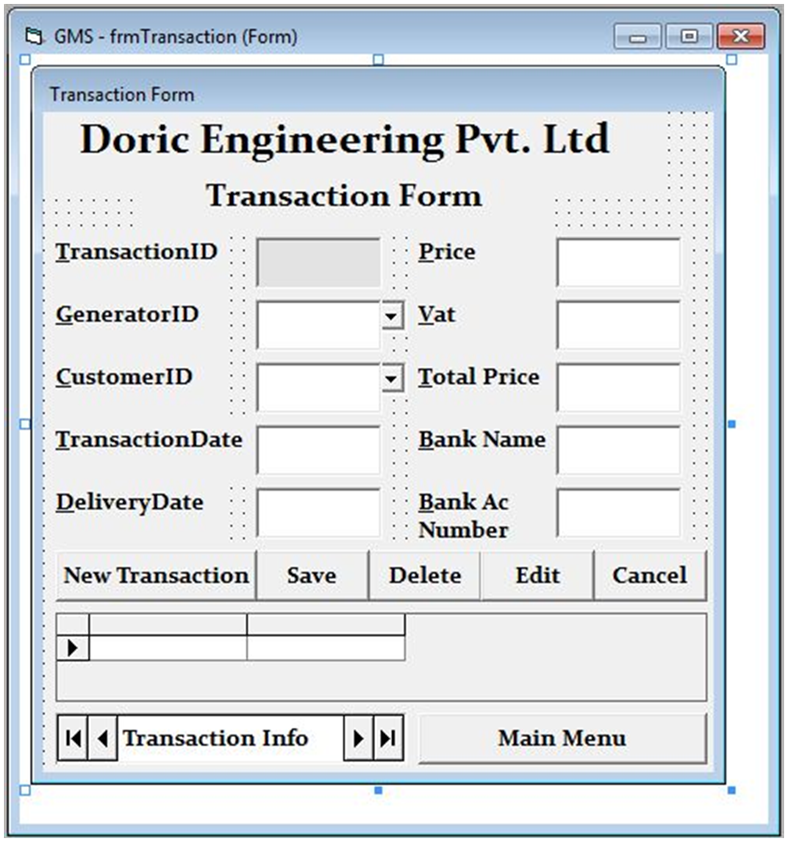 GMS - frmTransaction (Form)
Transaction Form
Doric Engineering Pvt. Ltd
Transaction Form
TransactionID
Price
GeneratorID
Vat
CustomerID
Total Price
TransactionDate
Bank Name
DeliveryDate
Bank Ac
Number
New Transaction Save Delete Edit Cancel
Transaction Info Main Menu